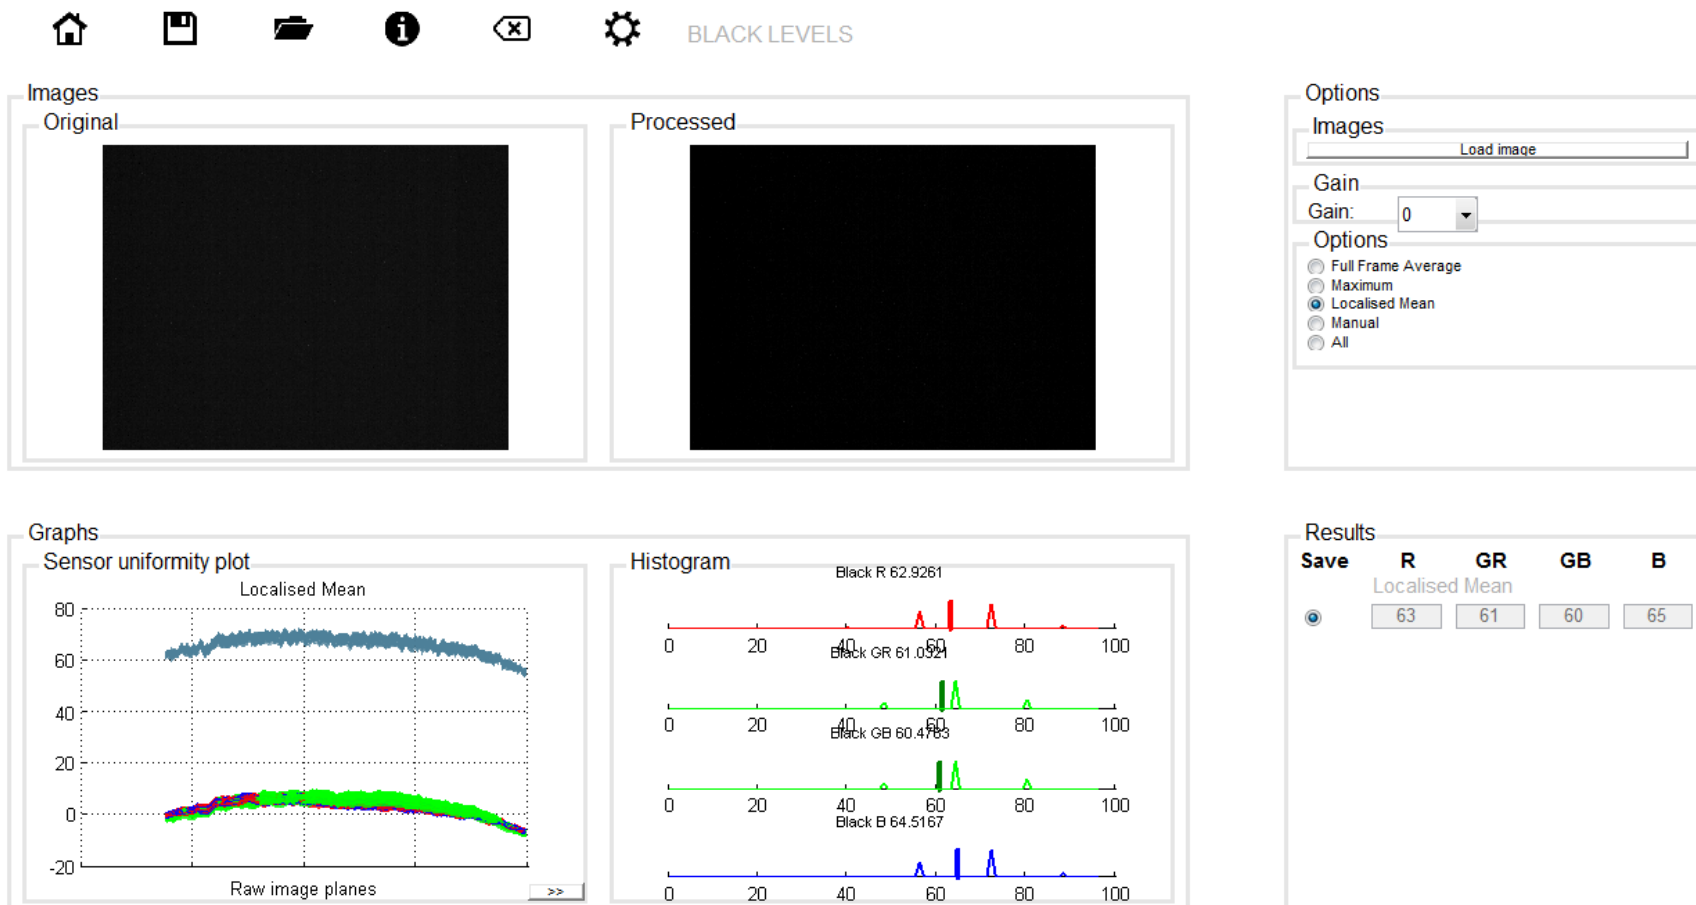 BLACK LEVELS
Images
Original
Processed
Options
Images
Load image
Gain
Gain:
0
Options
Full Frame Average
Maximum
Localised Mean
Manual
All
Graphs
Sensor uniformity plot
Localised Mean
80
60
40
20
0
-20
Raw image planes
>>
Histogram
Black R 62.9261
0 20 40 60 80 100
Black GR 61.0321
0 20 40 60 80 100
Black GB 60.4763
0 20 40 60 80 100
Black B 64.5167
0 20 40 60 80 100
Results
Save R GR GB B
Localised Mean
63 61 60 65